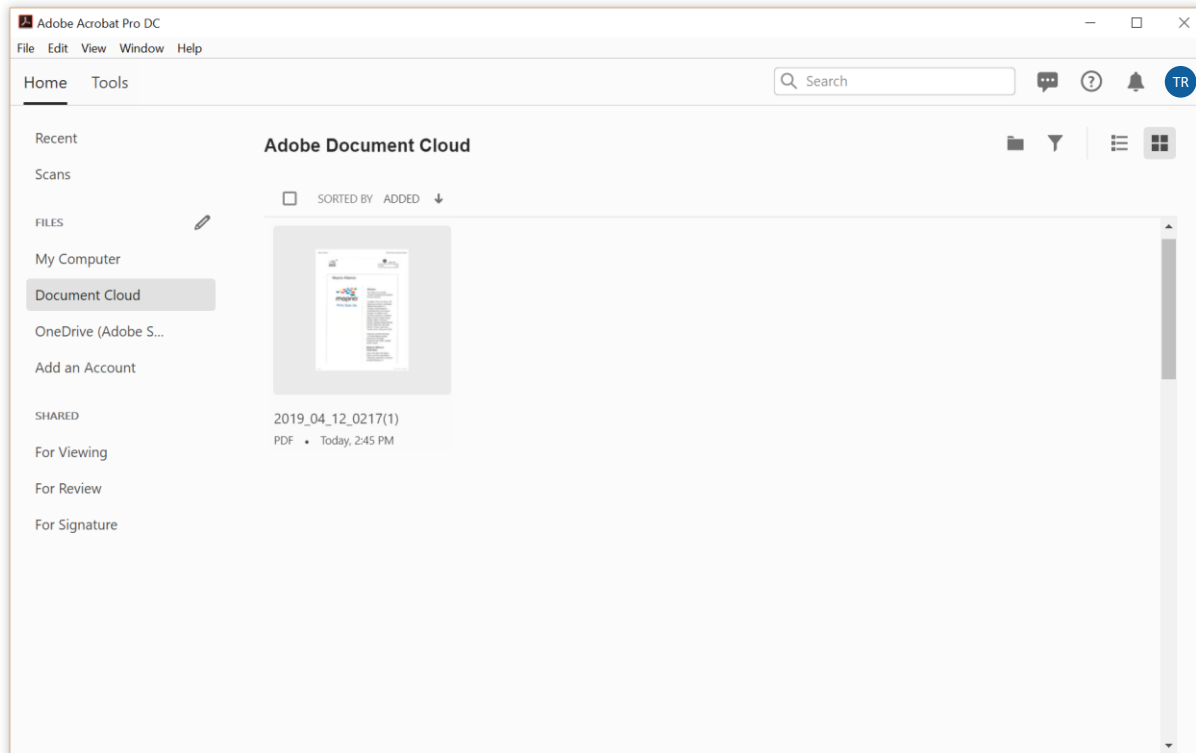 Adobe Acrobat Pro DC
File Edit View Window Help
Home Tools
Search
TR
Recent
Scans
FILES
My Computer
Document Cloud
OneDrive (Adobe S...
Add an Account
SHARED
For Viewing
For Review
For Signature
Adobe Document Cloud
SORTED BY ADDED
mopria
2019_04_12_0217(1)
PDF • Today, 2:45 PM